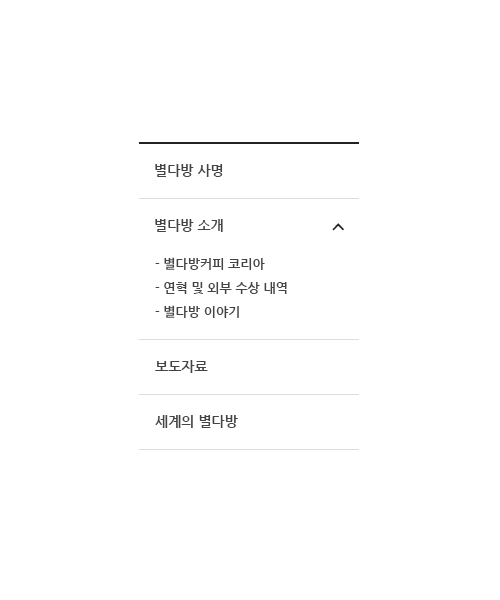 별다방 사명
별다방 소개
- 별다방커피 코리아
- 연혁 및 외부 수상 내역
- 별다방 이야기
보도자료
세계의 별다방